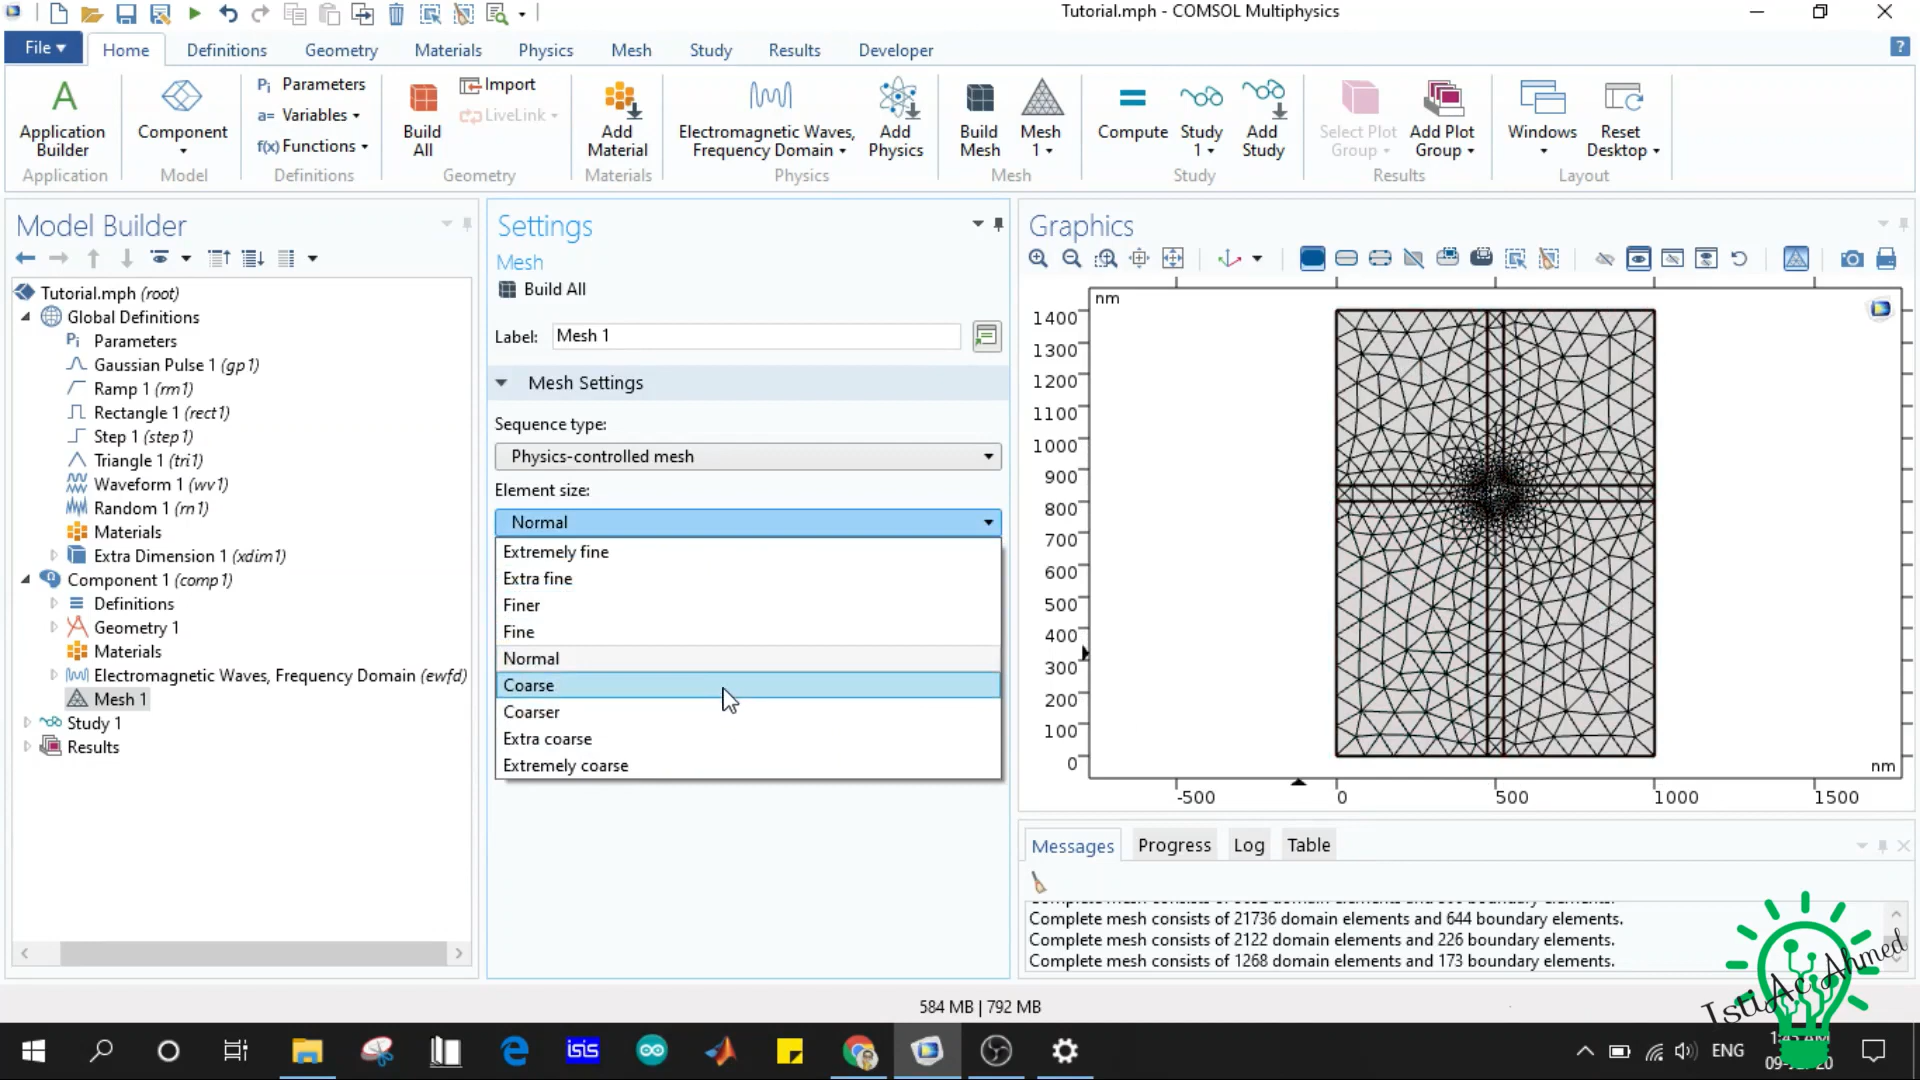 Tutorial.mph - COMSOL Multiphysics
File
Home
Definitions
Geometry
Materials
Physics
Mesh
Study
Results
Developer
Application Builder
Component
Pi Parameters
a= Variables
f(x) Functions
Build All
Import
LiveLink
Add Material
Electromagnetic Waves, Frequency Domain
Add Physics
Build Mesh
Mesh 1
Compute
Study 1
Add Study
Select Plot Group
Add Plot Group
Windows
Reset Desktop
Application
Model
Definitions
Geometry
Materials
Physics
Mesh
Study
Results
Layout
Model Builder
Tutorial.mph (root)
Global Definitions
Pi Parameters
Gaussian Pulse 1 (gp1)
Ramp 1 (rm1)
Rectangle 1 (rect1)
Step 1 (step1)
Triangle 1 (tri1)
Waveform 1 (wv1)
Random 1 (rn1)
Materials
Extra Dimension 1 (xdim1)
Component 1 (comp1)
Definitions
Geometry 1
Materials
Electromagnetic Waves, Frequency Domain (ewfd)
Mesh 1
Study 1
Results
Settings
Mesh
Build All
Label: Mesh 1
Mesh Settings
Sequence type:
Physics-controlled mesh
Element size:
Normal
Extremely fine
Extra fine
Finer
Fine
Normal
Coarse
Coarser
Extra coarse
Extremely coarse
Graphics
nm
1400
1300
1200
1100
1000
900
800
700
600
500
400
300
200
100
0
nm
-500 0 500 1000 1500
Messages Progress Log Table
Complete mesh consists of 21736 domain elements and 644 boundary elements.
Complete mesh consists of 2122 domain elements and 226 boundary elements.
Complete mesh consists of 1268 domain elements and 173 boundary elements.
IstiAc Ahmed
584 MB | 792 MB
isis
ENG